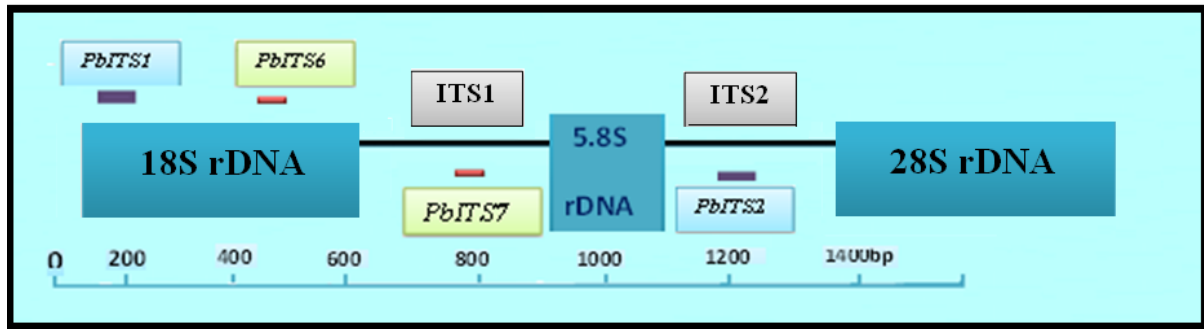 PbITS1
PbITS6
ITS1
ITS2
18S rDNA
5.8S
rDNA
28S rDNA
PbITS7
PbITS2
0 200 400 600 800 1000 1200 1400bp